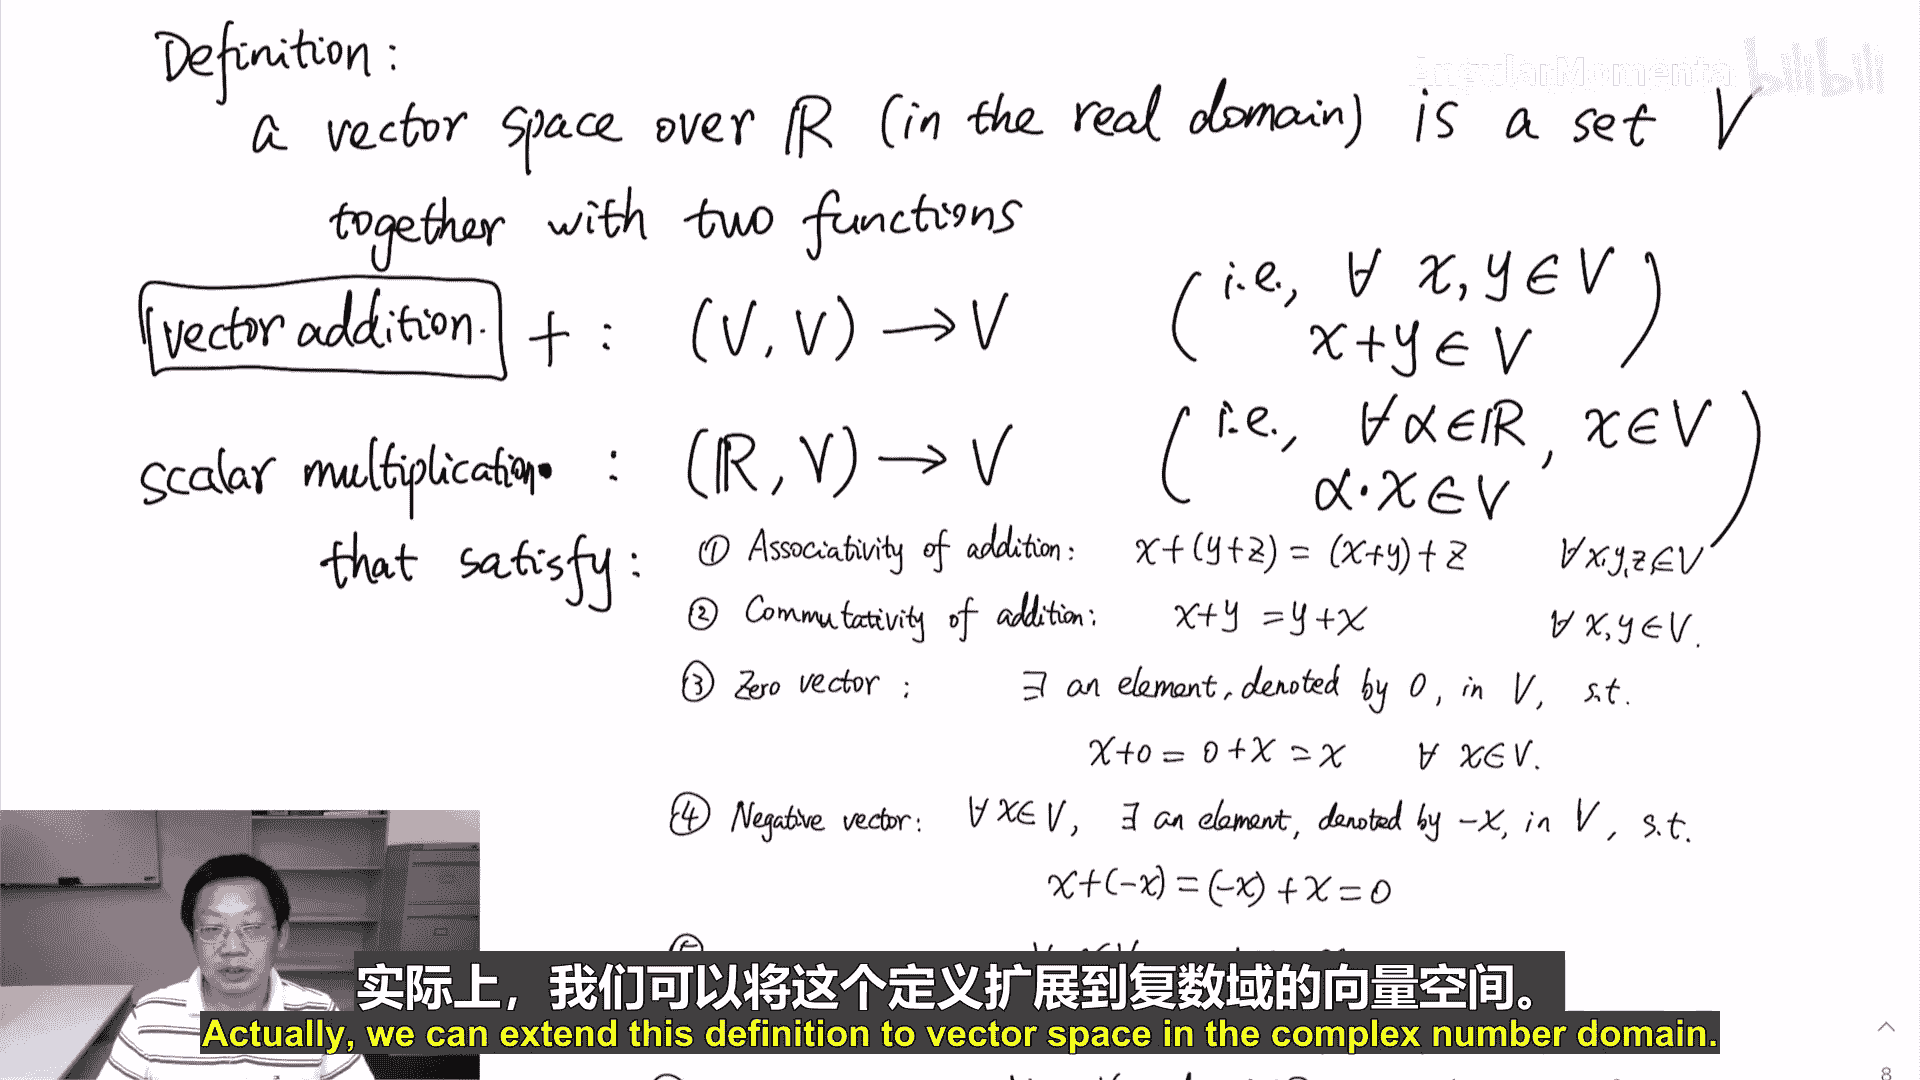 AngularMomenta bilibili
Definition:
a vector space over ℝ (in the real domain) is a set V
together with two functions
vector addition. + : (V, V) → V (i.e., ∀ x, y ∈ V
x+y ∈ V)
scalar multiplication· : (ℝ, V) → V (i.e., ∀ α ∈ ℝ, x ∈ V
α·x ∈ V)
that satisfy: ① Associativity of addition: x+(y+z) = (x+y)+z ∀ x,y,z ∈ V
② Commutativity of addition: x+y = y+x ∀ x, y ∈ V.
③ Zero vector: ∃ an element, denoted by 0, in V, s.t.
x+0 = 0+x = x ∀ x ∈ V.
④ Negative vector: ∀ x ∈ V, ∃ an element, denoted by -x, in V, s.t.
x+(-x) = (-x)+x = 0
实际上，我们可以将这个定义扩展到复数域的向量空间。
Actually, we can extend this definition to vector space in the complex number domain.
8